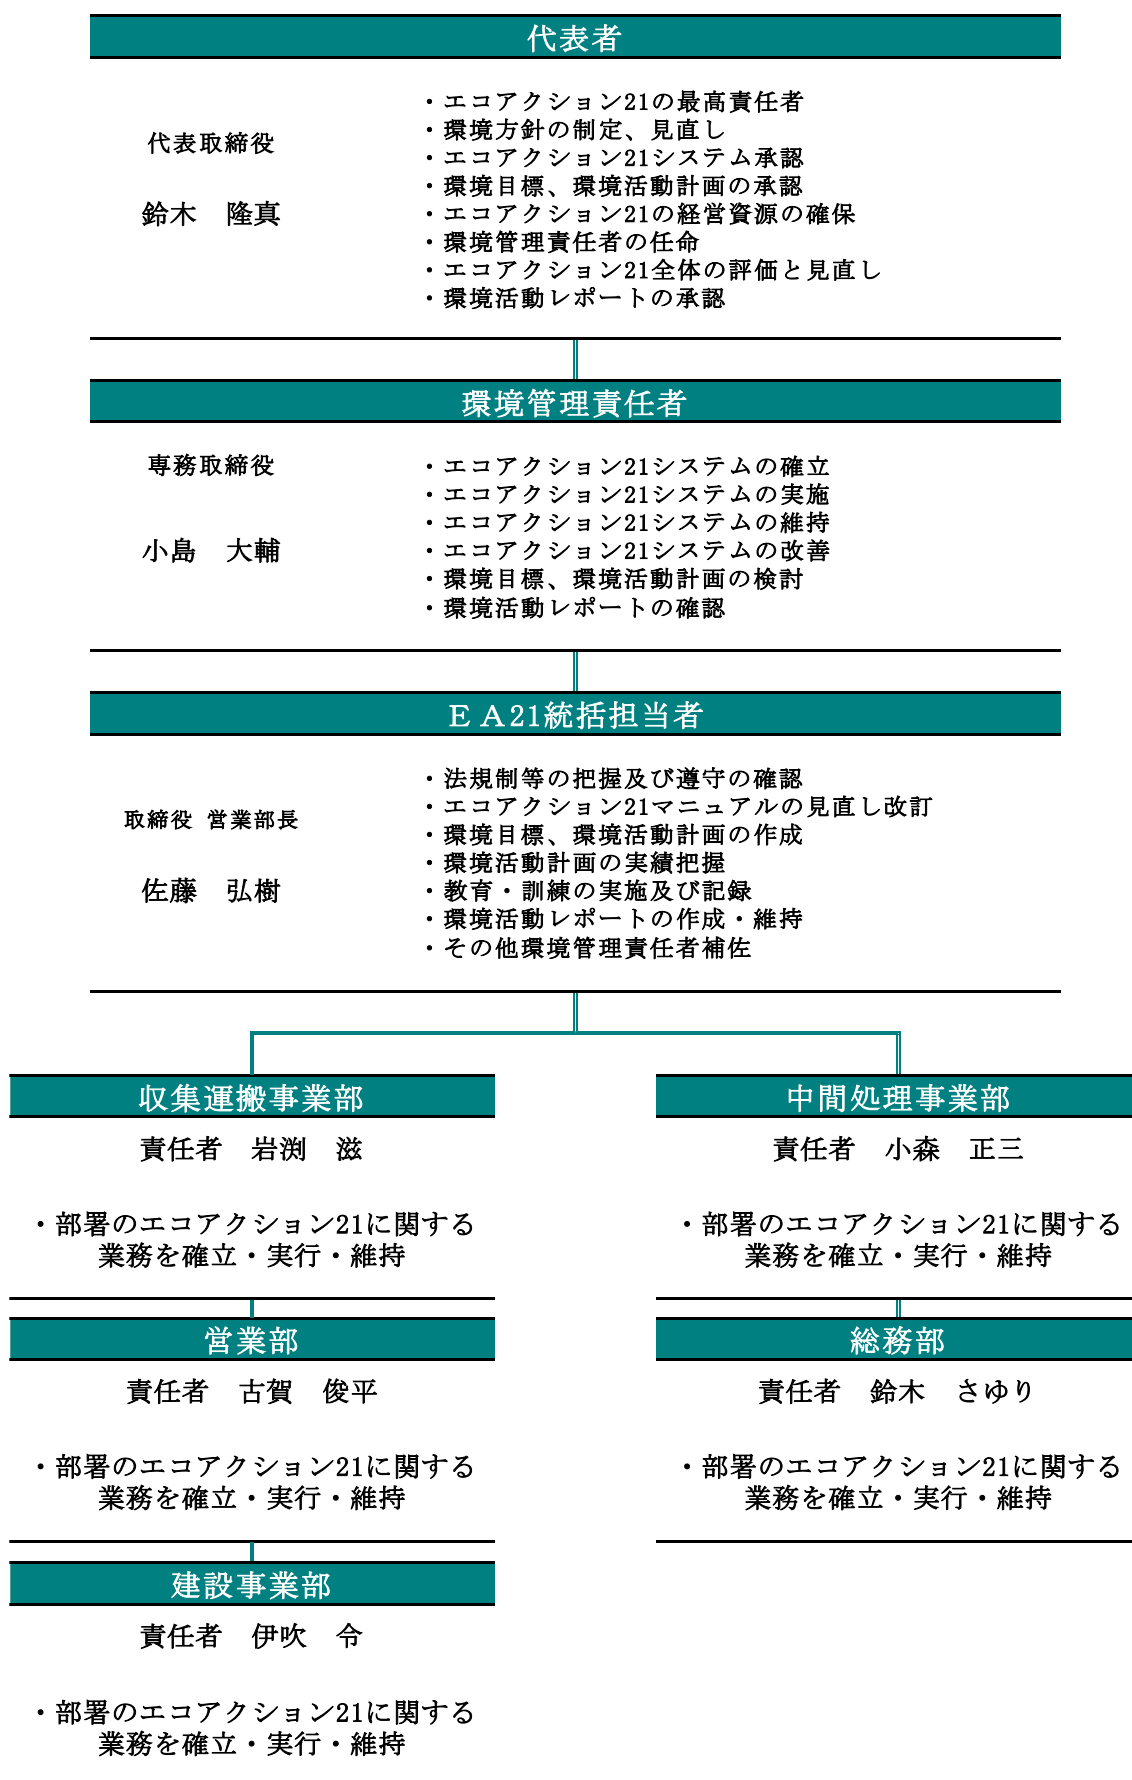 代表者
代表取締役
鈴木　隆真
・エコアクション21の最高責任者
・環境方針の制定、見直し
・エコアクション21システム承認
・環境目標、環境活動計画の承認
・エコアクション21の経営資源の確保
・環境管理責任者の任命
・エコアクション21全体の評価と見直し
・環境活動レポートの承認
環境管理責任者
専務取締役
小島　大輔
・エコアクション21システムの確立
・エコアクション21システムの実施
・エコアクション21システムの維持
・エコアクション21システムの改善
・環境目標、環境活動計画の検討
・環境活動レポートの確認
ＥＡ21統括担当者
取締役 営業部長
佐藤　弘樹
・法規制等の把握及び遵守の確認
・エコアクション21マニュアルの見直し改訂
・環境目標、環境活動計画の作成
・環境活動計画の実績把握
・教育・訓練の実施及び記録
・環境活動レポートの作成・維持
・その他環境管理責任者補佐
収集運搬事業部
責任者　岩渕　滋
・部署のエコアクション21に関する
業務を確立・実行・維持
中間処理事業部
責任者　小森　正三
・部署のエコアクション21に関する
業務を確立・実行・維持
営業部
責任者　古賀　俊平
・部署のエコアクション21に関する
業務を確立・実行・維持
総務部
責任者　鈴木　さゆり
・部署のエコアクション21に関する
業務を確立・実行・維持
建設事業部
責任者　伊吹　令
・部署のエコアクション21に関する
業務を確立・実行・維持